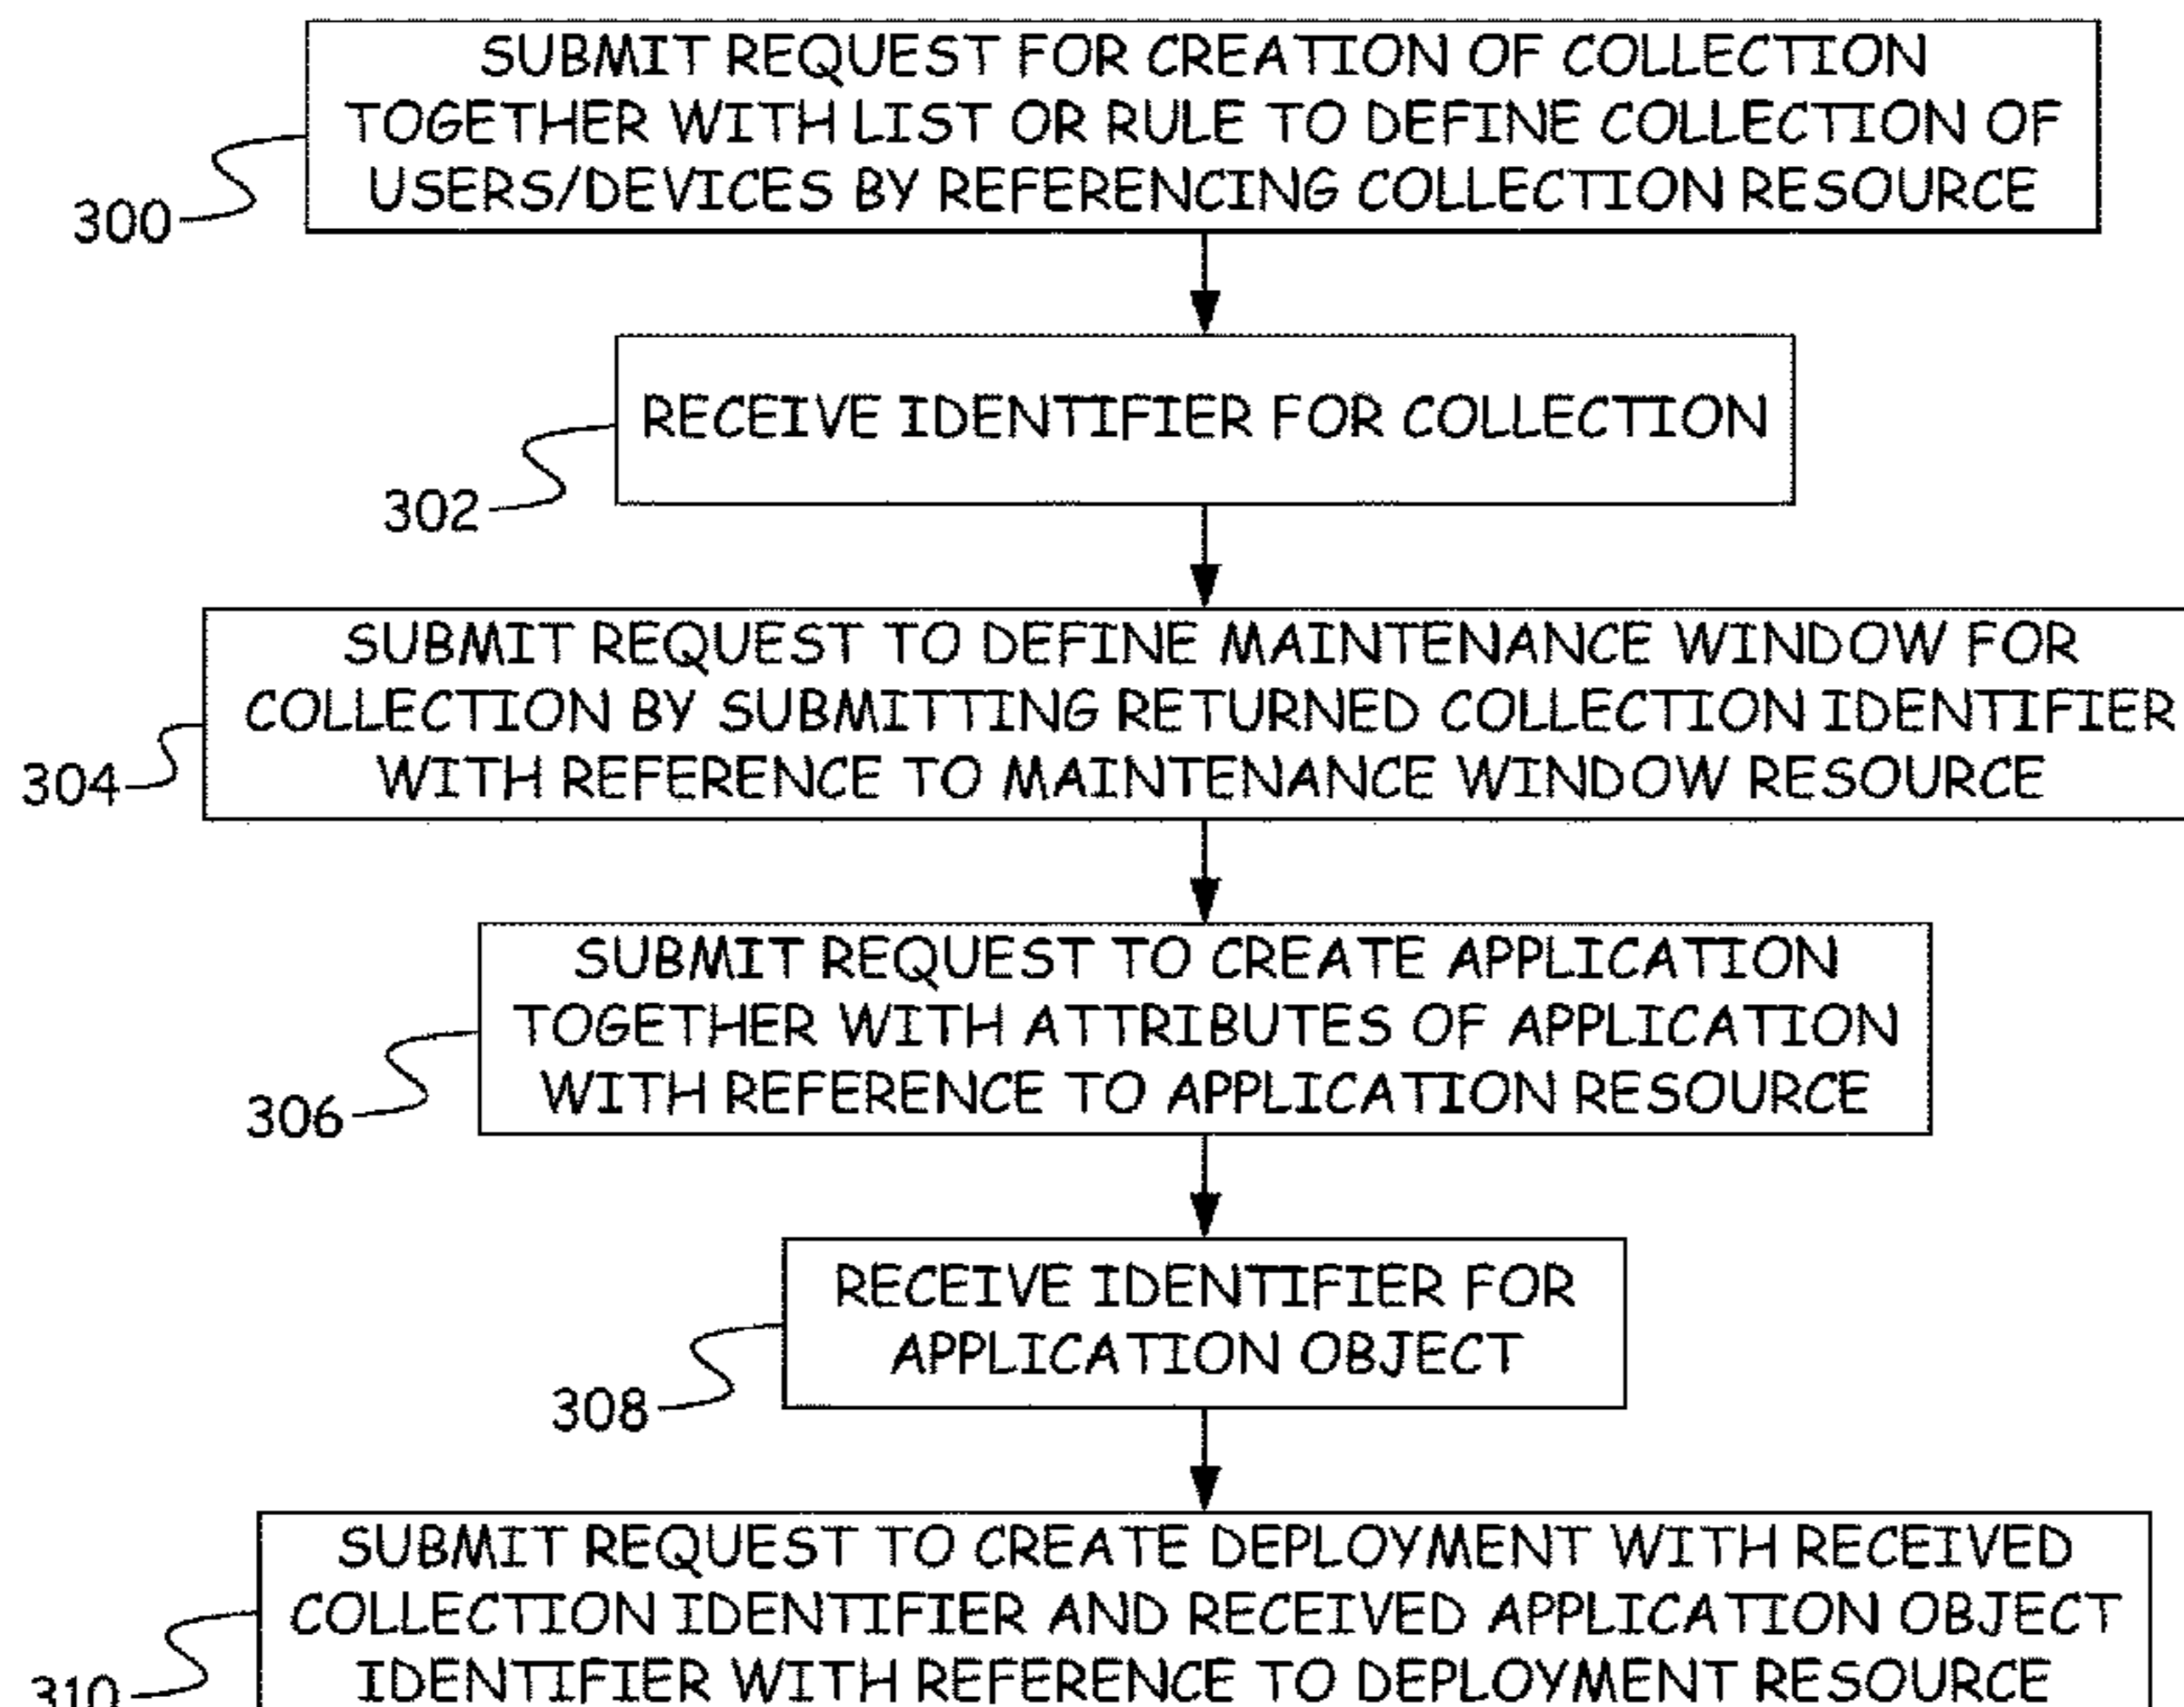 SUBMIT REQUEST FOR CREATION OF COLLECTION
TOGETHER WITH LIST OR RULE TO DEFINE COLLECTION OF
USERS/DEVICES BY REFERENCING COLLECTION RESOURCE
300
RECEIVE IDENTIFIER FOR COLLECTION
302
SUBMIT REQUEST TO DEFINE MAINTENANCE WINDOW FOR
COLLECTION BY SUBMITTING RETURNED COLLECTION IDENTIFIER
WITH REFERENCE TO MAINTENANCE WINDOW RESOURCE
304
SUBMIT REQUEST TO CREATE APPLICATION
TOGETHER WITH ATTRIBUTES OF APPLICATION
WITH REFERENCE TO APPLICATION RESOURCE
306
RECEIVE IDENTIFIER FOR
APPLICATION OBJECT
308
SUBMIT REQUEST TO CREATE DEPLOYMENT WITH RECEIVED
COLLECTION IDENTIFIER AND RECEIVED APPLICATION OBJECT
IDENTIFIER WITH REFERENCE TO DEPLOYMENT RESOURCE
310